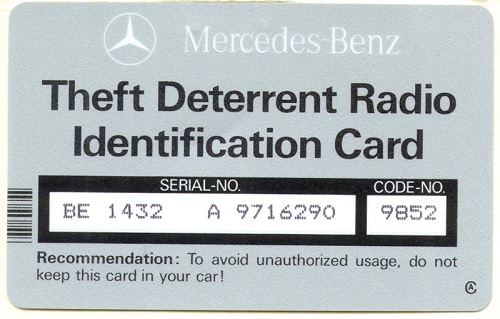 Mercedes-Benz
Theft Deterrent Radio
Identification Card
SERIAL-NO. CODE-NO.
BE 1432 A 9716290 9852
Recommendation: To avoid unauthorized usage, do not
keep this card in your car!